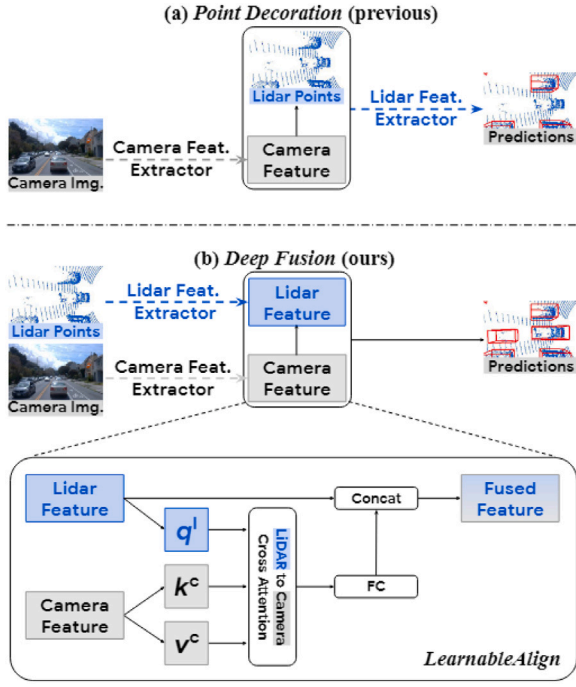 (a) Point Decoration (previous)
Lidar Points
Lidar Feat.
Extractor
Camera Feat.
Extractor
Camera
Feature
Camera Img.
Predictions
(b) Deep Fusion (ours)
Lidar Points
Lidar Feat.
Extractor
Lidar
Feature
Camera Img.
Camera Feat.
Extractor
Camera
Feature
Predictions
Lidar
Feature
Concat
Fused
Feature
q^l
Camera
Feature
k^c
v^c
LiDAR to Camera
Cross Attention
FC
LearnableAlign